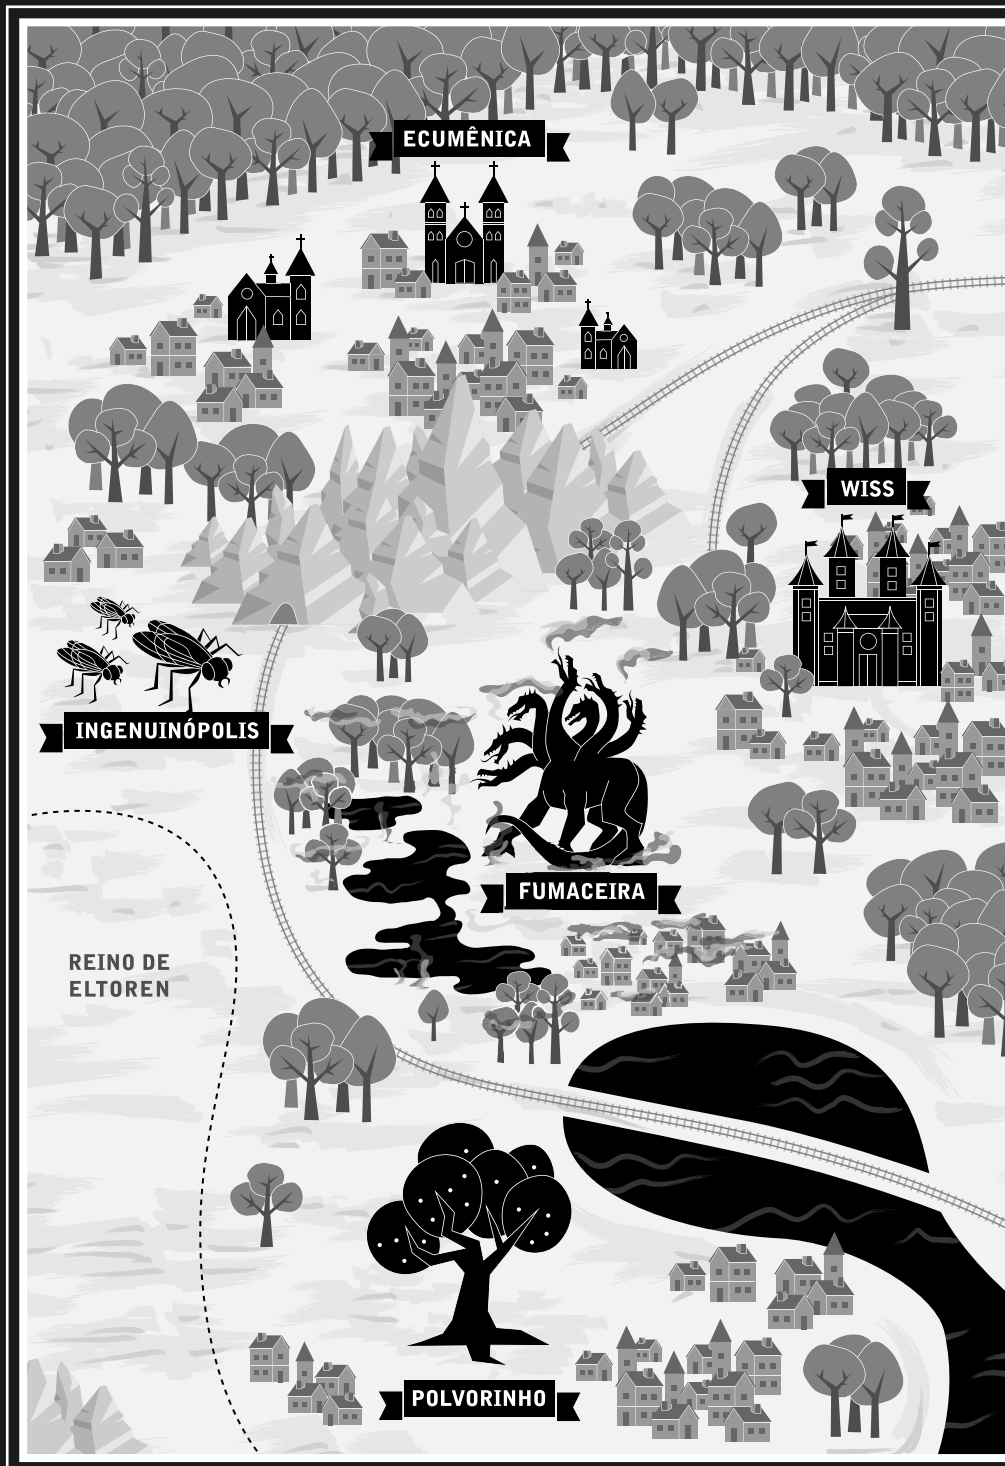 ECUMÊNICA
WISS
INGENUINÓPOLIS
FUMACEIRA
REINO DE
ELTOREN
POLVORINHO